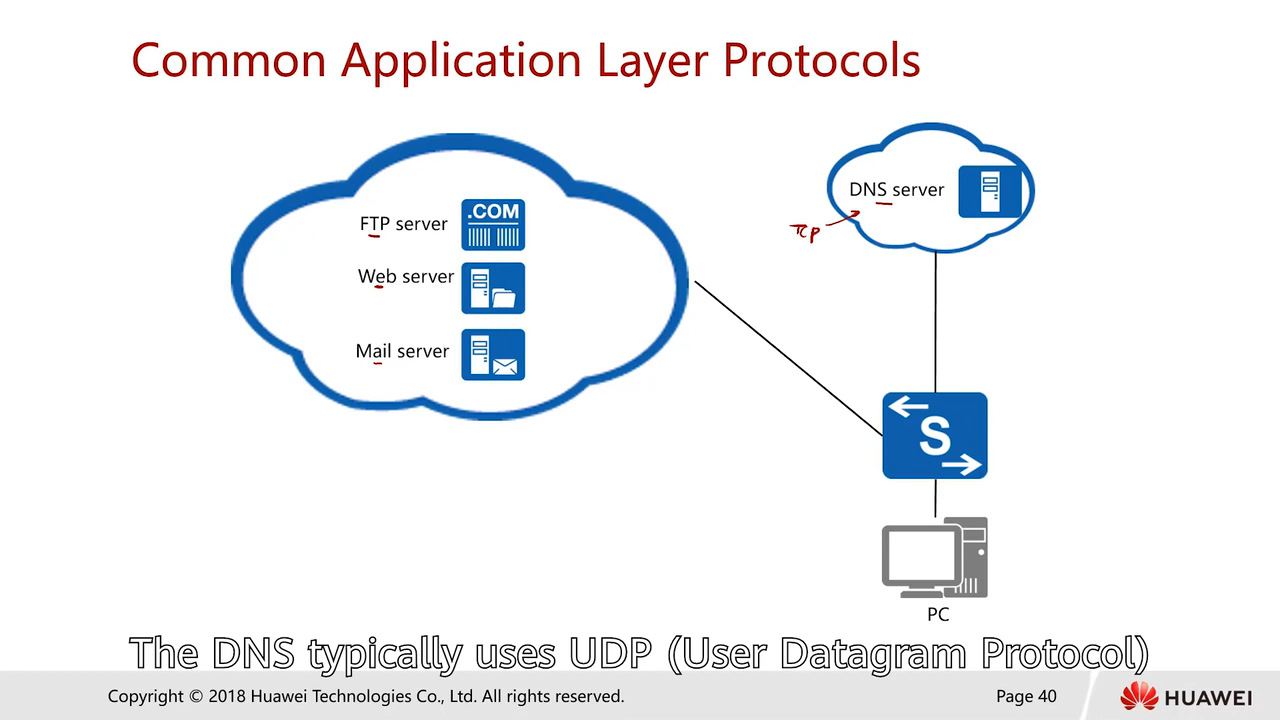 Common Application Layer Protocols
DNS server
TCP
FTP server
.COM
Web server
Mail server
S
PC
The DNS typically uses UDP (User Datagram Protocol)
Copyright © 2018 Huawei Technologies Co., Ltd. All rights reserved.
Page 40
HUAWEI